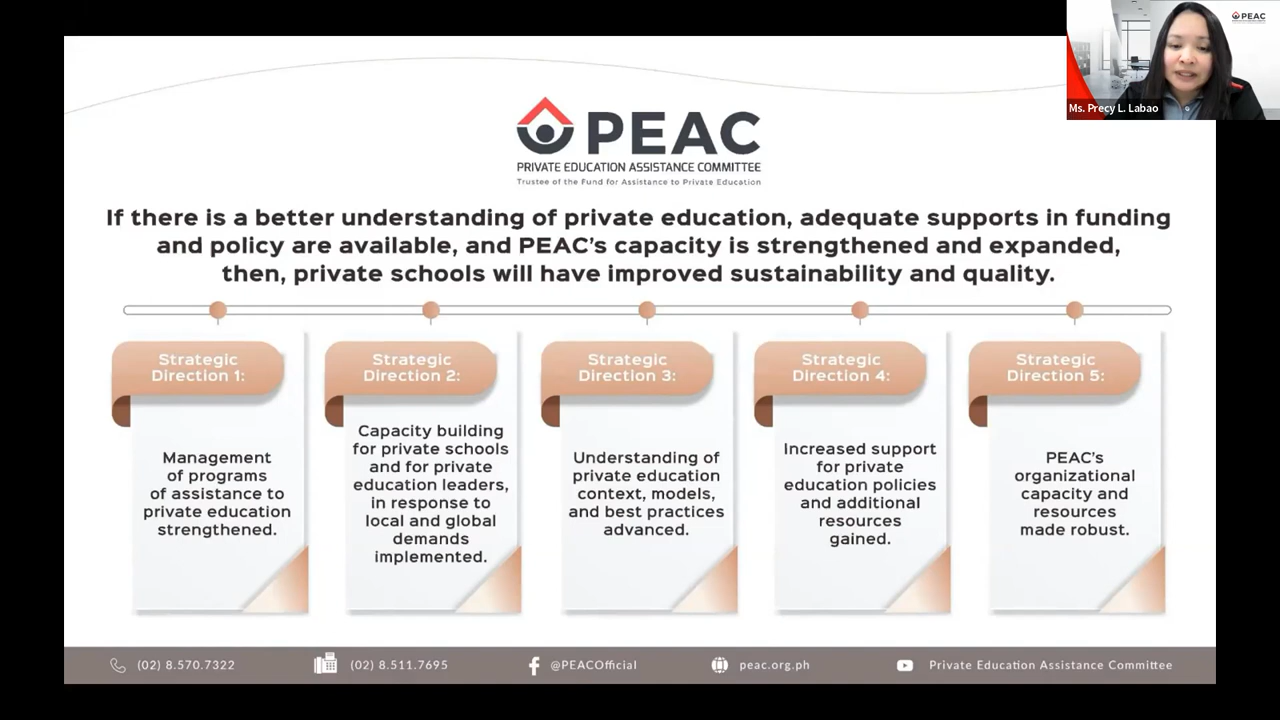 PEAC
Ms. Precy L. Labao
PEAC
PRIVATE EDUCATION ASSISTANCE COMMITTEE
Trustee of the Fund for Assistance to Private Education
If there is a better understanding of private education, adequate supports in funding
and policy are available, and PEAC's capacity is strengthened and expanded,
then, private schools will have improved sustainability and quality.
Strategic
Direction 1:
Management
of programs
of assistance to
private education
strengthened.
Strategic
Direction 2:
Capacity building
for private schools
and for private
education leaders,
in response to
local and global
demands
implemented.
Strategic
Direction 3:
Understanding of
private education
context, models,
and best practices
advanced.
Strategic
Direction 4:
Increased support
for private
education policies
and additional
resources
gained.
Strategic
Direction 5:
PEAC's
organizational
capacity and
resources
made robust.
(02) 8.570.7322
(02) 8.511.7695
@PEACOfficial
peac.org.ph
Private Education Assistance Committee